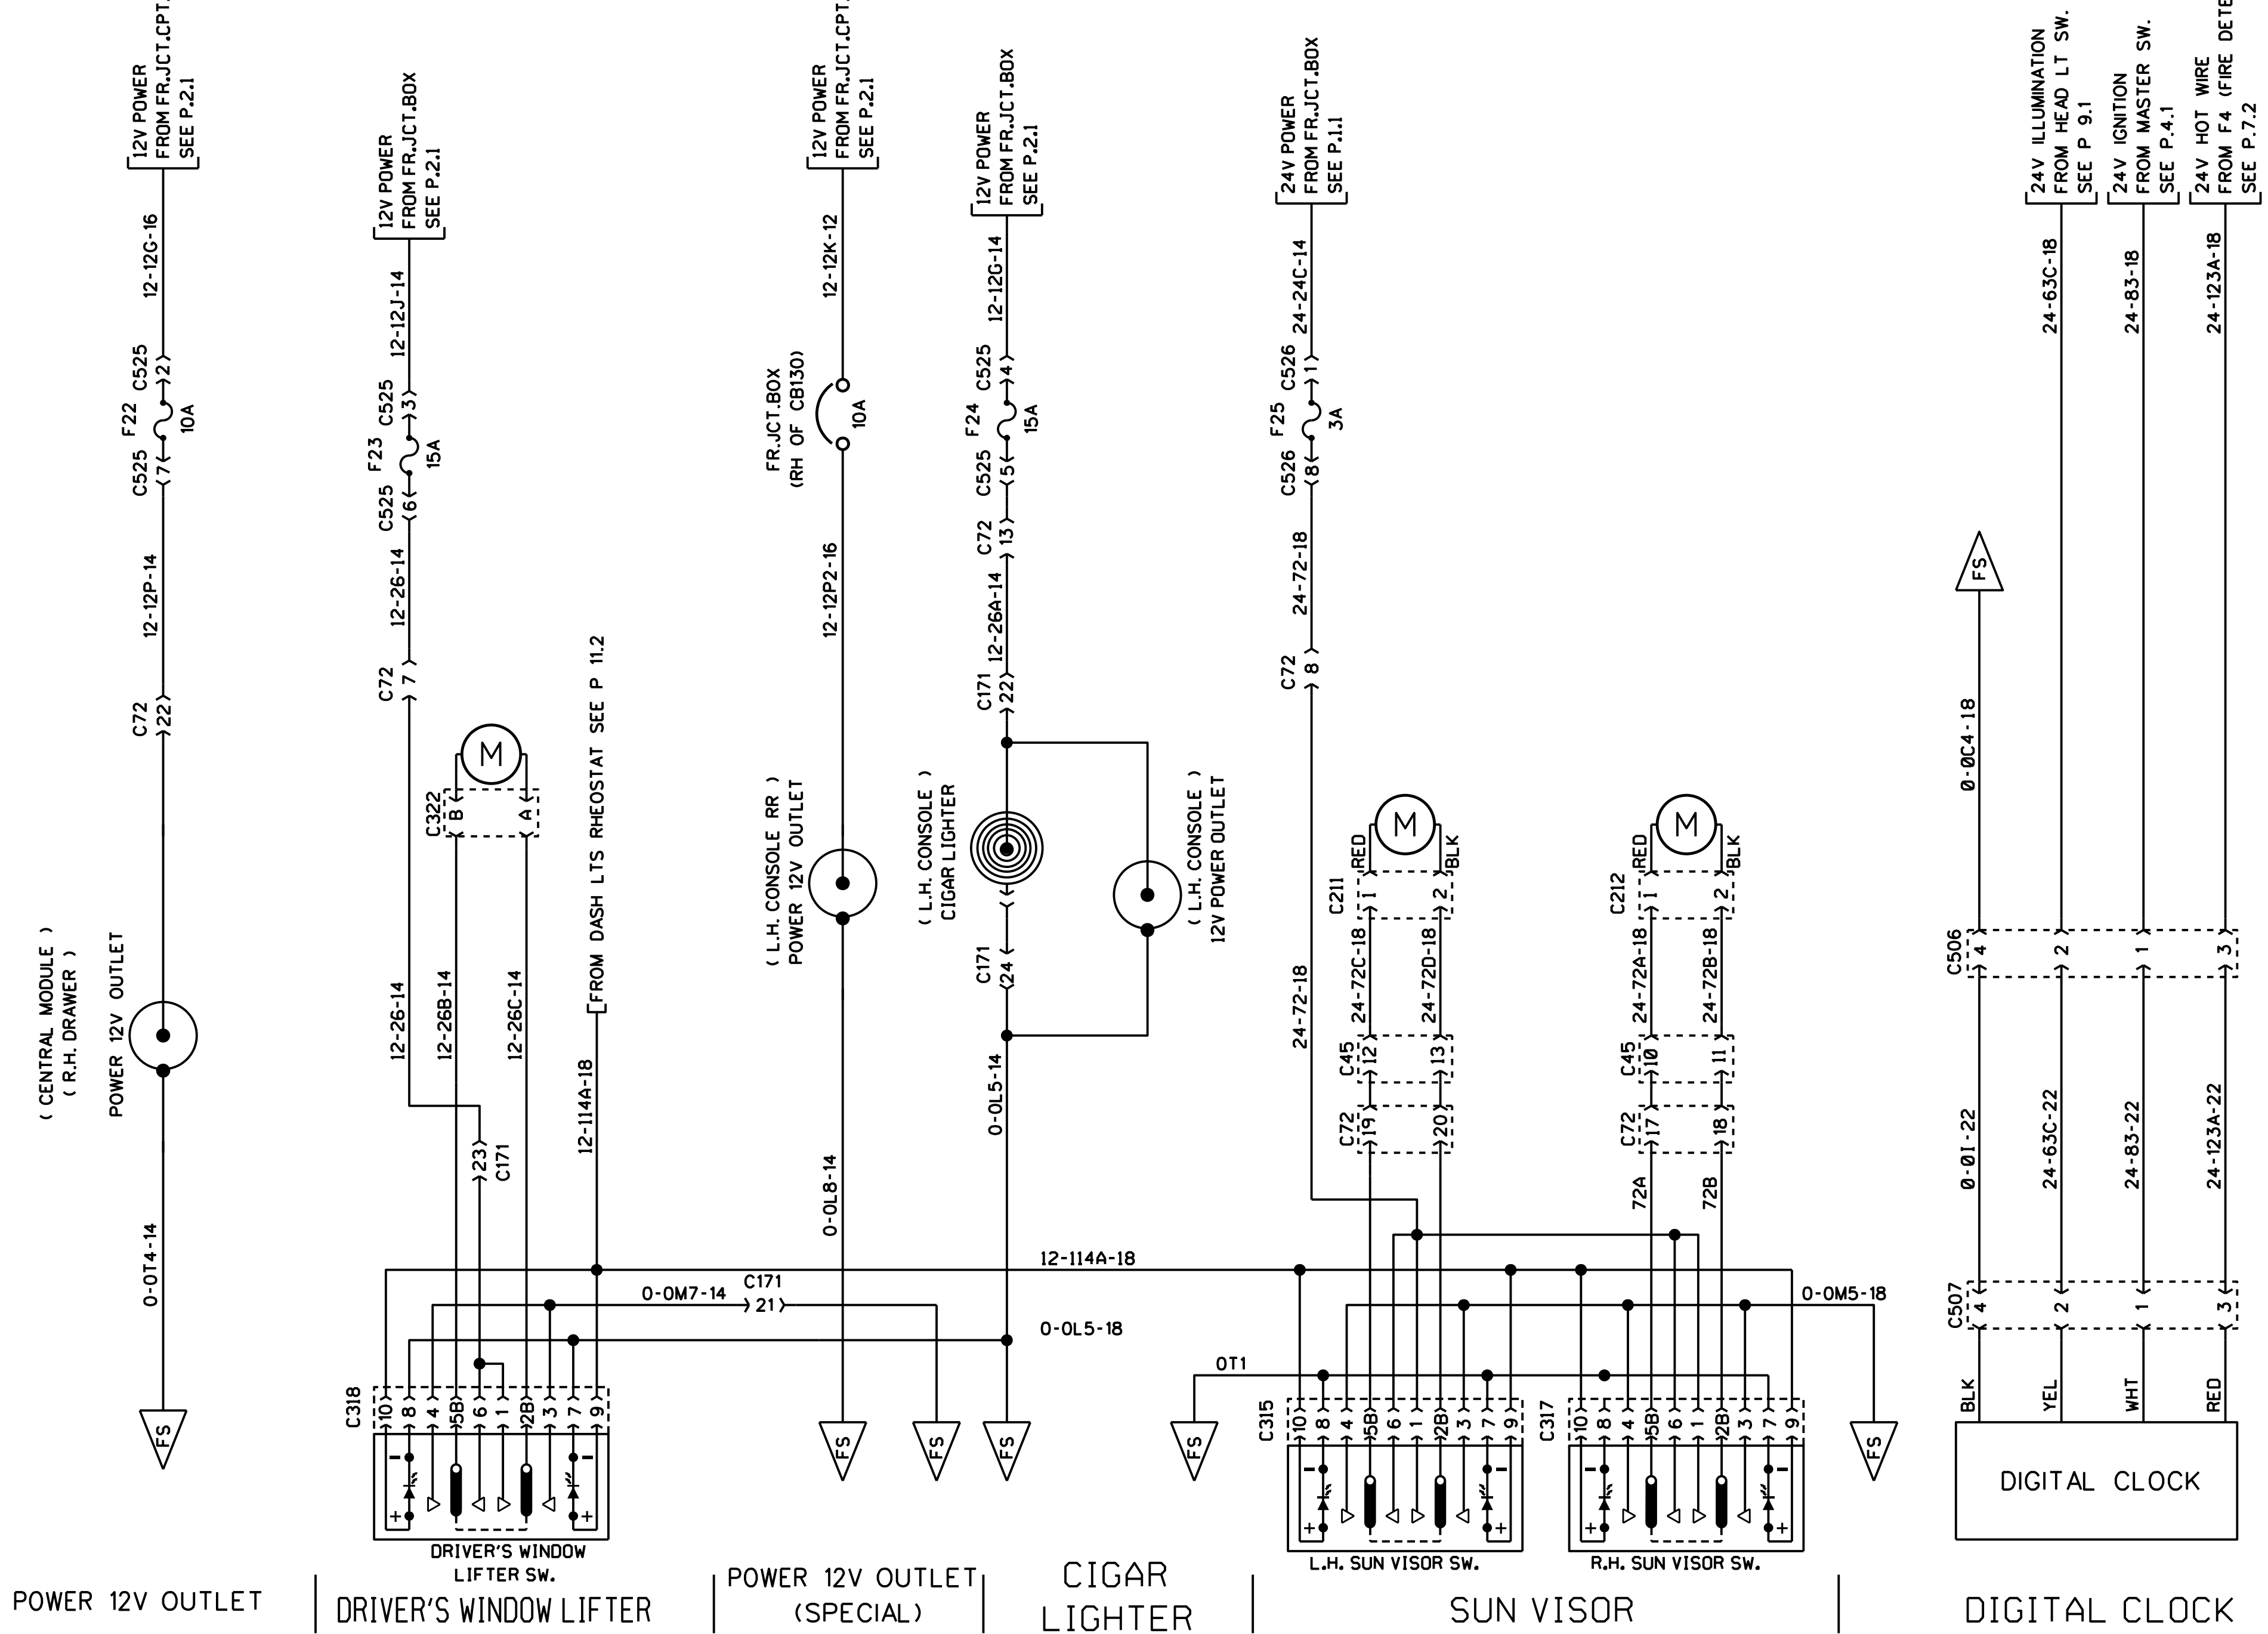 12V POWER
FROM FR.JCT.CPT.
SEE P.2.1
12-12G-16
C525
2
F22
10A
C525
7
12-12P-14
C72
22
( CENTRAL MODULE )
( R.H. DRAWER )
POWER 12V OUTLET
0-0T4-14
FS
POWER 12V OUTLET
12V POWER
FROM FR.JCT.BOX
SEE P.2.1
12-12J-14
C525
3
F23
15A
C525
6
12-26-14
C72
7
M
C322
B
A
FROM DASH LTS RHEOSTAT SEE P 11.2
12-26-14
12-26B-14
12-26C-14
12-114A-18
23
C171
0-0M7-14
C171
21
C318
10
8
4
5B
6
1
2B
3
7
9
- -
+ +
DRIVER'S WINDOW
LIFTER SW.
DRIVER'S WINDOW LIFTER
12V POWER
FROM FR.JCT.CPT.
SEE P.2.1
12-12K-12
FR.JCT.BOX
(RH OF CB130)
10A
12-12P2-16
( L.H. CONSOLE RR )
POWER 12V OUTLET
0-0L8-14
FS
FS
POWER 12V OUTLET
(SPECIAL)
12V POWER
FROM FR.JCT.BOX
SEE P.2.1
12-12G-14
C525
4
F24
15A
C525
5
C72
13
12-26A-14
C171
22
( L.H. CONSOLE )
CIGAR LIGHTER
( L.H. CONSOLE )
12V POWER OUTLET
C171
24
0-0L5-14
12-114A-18
0-0L5-18
FS
CIGAR
LIGHTER
24V POWER
FROM FR.JCT.BOX
SEE P.1.1
24-24C-14
C526
1
F25
3A
C526
8
24-72-18
C72
8
24-72-18
M
RED
BLK
C211
1
2
24-72C-18
24-72D-18
C45
12
13
C72
19
20
M
RED
BLK
C212
1
2
24-72A-18
24-72B-18
C45
10
11
C72
17
18
72A
72B
0-0M5-18
0T1
FS
C315
10
8
4
5B
6
1
2B
3
7
9
- -
+ +
L.H. SUN VISOR SW.
C317
10
8
4
5B
6
1
2B
3
7
9
- -
+ +
R.H. SUN VISOR SW.
FS
SUN VISOR
24V ILLUMINATION
FROM HEAD LT SW.
SEE P 9.1
24V IGNITION
FROM MASTER SW.
SEE P.4.1
24V HOT WIRE
FROM F4 (FIRE DETE
SEE P.7.2
24-63C-18
24-83-18
24-123A-18
FS
0-0C4-18
C506
4
2
1
3
0-0I-22
24-63C-22
24-83-22
24-123A-22
C507
4
2
1
3
BLK
YEL
WHT
RED
DIGITAL CLOCK
DIGITAL CLOCK